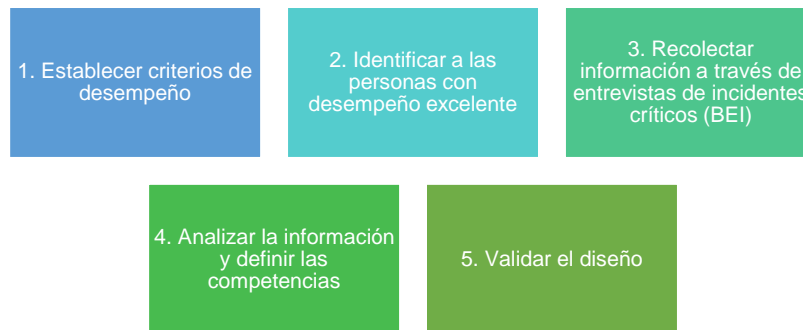 1. Establecer criterios de
desempeño
2. Identificar a las
personas con
desempeño excelente
3. Recolectar
información a través de
entrevistas de incidentes
críticos (BEI)
4. Analizar la información
y definir las
competencias
5. Validar el diseño